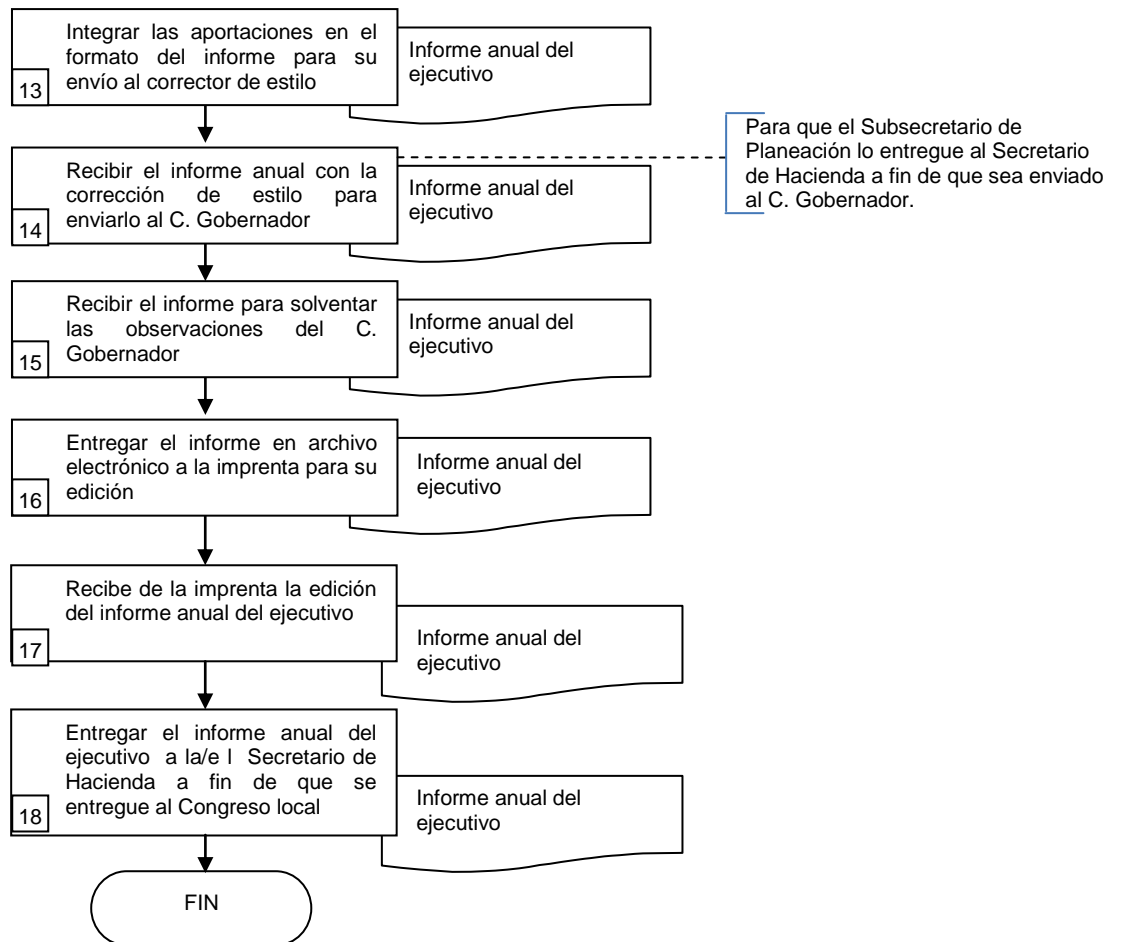 Integrar las aportaciones en el
formato del informe para su
envío al corrector de estilo
13
Informe anual del
ejecutivo
Recibir el informe anual con la
corrección de estilo para
enviarlo al C. Gobernador
14
Informe anual del
ejecutivo
Para que el Subsecretario de
Planeación lo entregue al Secretario
de Hacienda a fin de que sea enviado
al C. Gobernador.
Recibir el informe para solventar
las observaciones del C.
Gobernador
15
Informe anual del
ejecutivo
Entregar el informe en archivo
electrónico a la imprenta para su
edición
16
Informe anual del
ejecutivo
Recibe de la imprenta la edición
del informe anual del ejecutivo
17
Informe anual del
ejecutivo
Entregar el informe anual del
ejecutivo a la/e l Secretario de
Hacienda a fin de que se
entregue al Congreso local
18
Informe anual del
ejecutivo
FIN